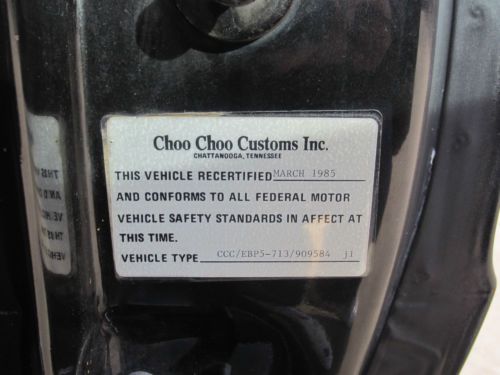 Choo Choo Customs Inc.
CHATTANOOGA, TENNESSEE
THIS VEHICLE RECERTIFIED MARCH 1985
AND CONFORMS TO ALL FEDERAL MOTOR
VEHICLE SAFETY STANDARDS IN AFFECT AT
THIS TIME.
VEHICLE TYPE CCC/EBP5-713/909584 j1